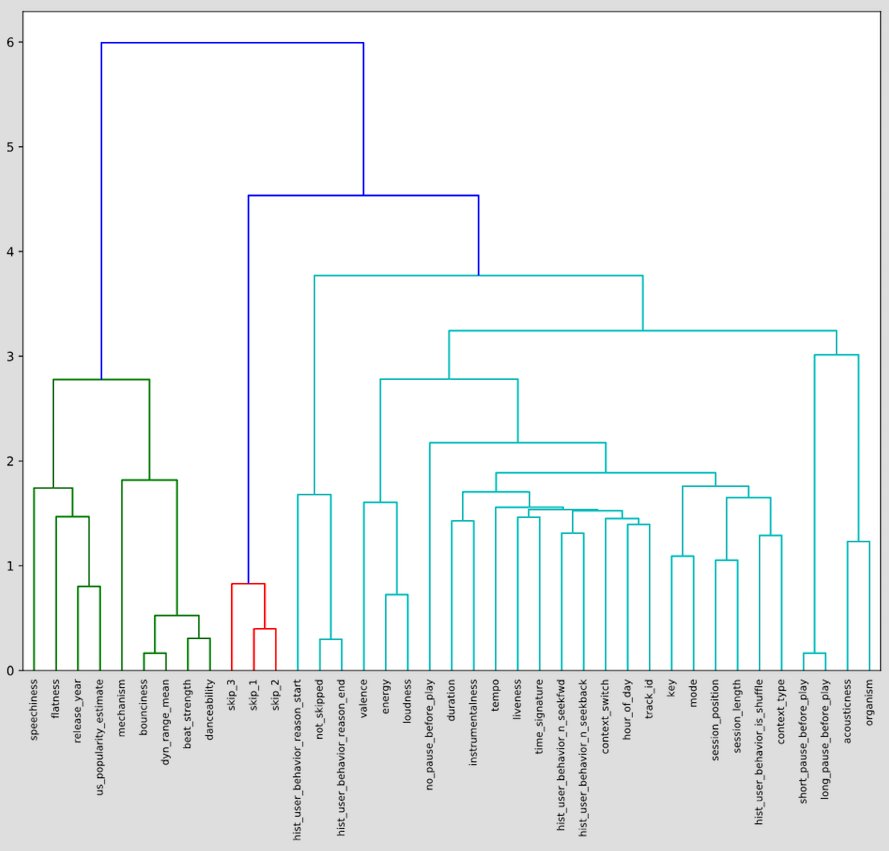 6
5
4
3
2
1
0
speechiness
flatness
release_year
us_popularity_estimate
mechanism
bounciness
dyn_range_mean
beat_strength
danceability
skip_3
skip_1
skip_2
hist_user_behavior_reason_start
not_skipped
hist_user_behavior_reason_end
valence
energy
loudness
no_pause_before_play
duration
instrumentalness
tempo
liveness
time_signature
hist_user_behavior_n_seekfwd
hist_user_behavior_n_seekback
context_switch
hour_of_day
track_id
key
mode
session_position
session_length
hist_user_behavior_is_shuffle
context_type
short_pause_before_play
long_pause_before_play
acousticness
organism